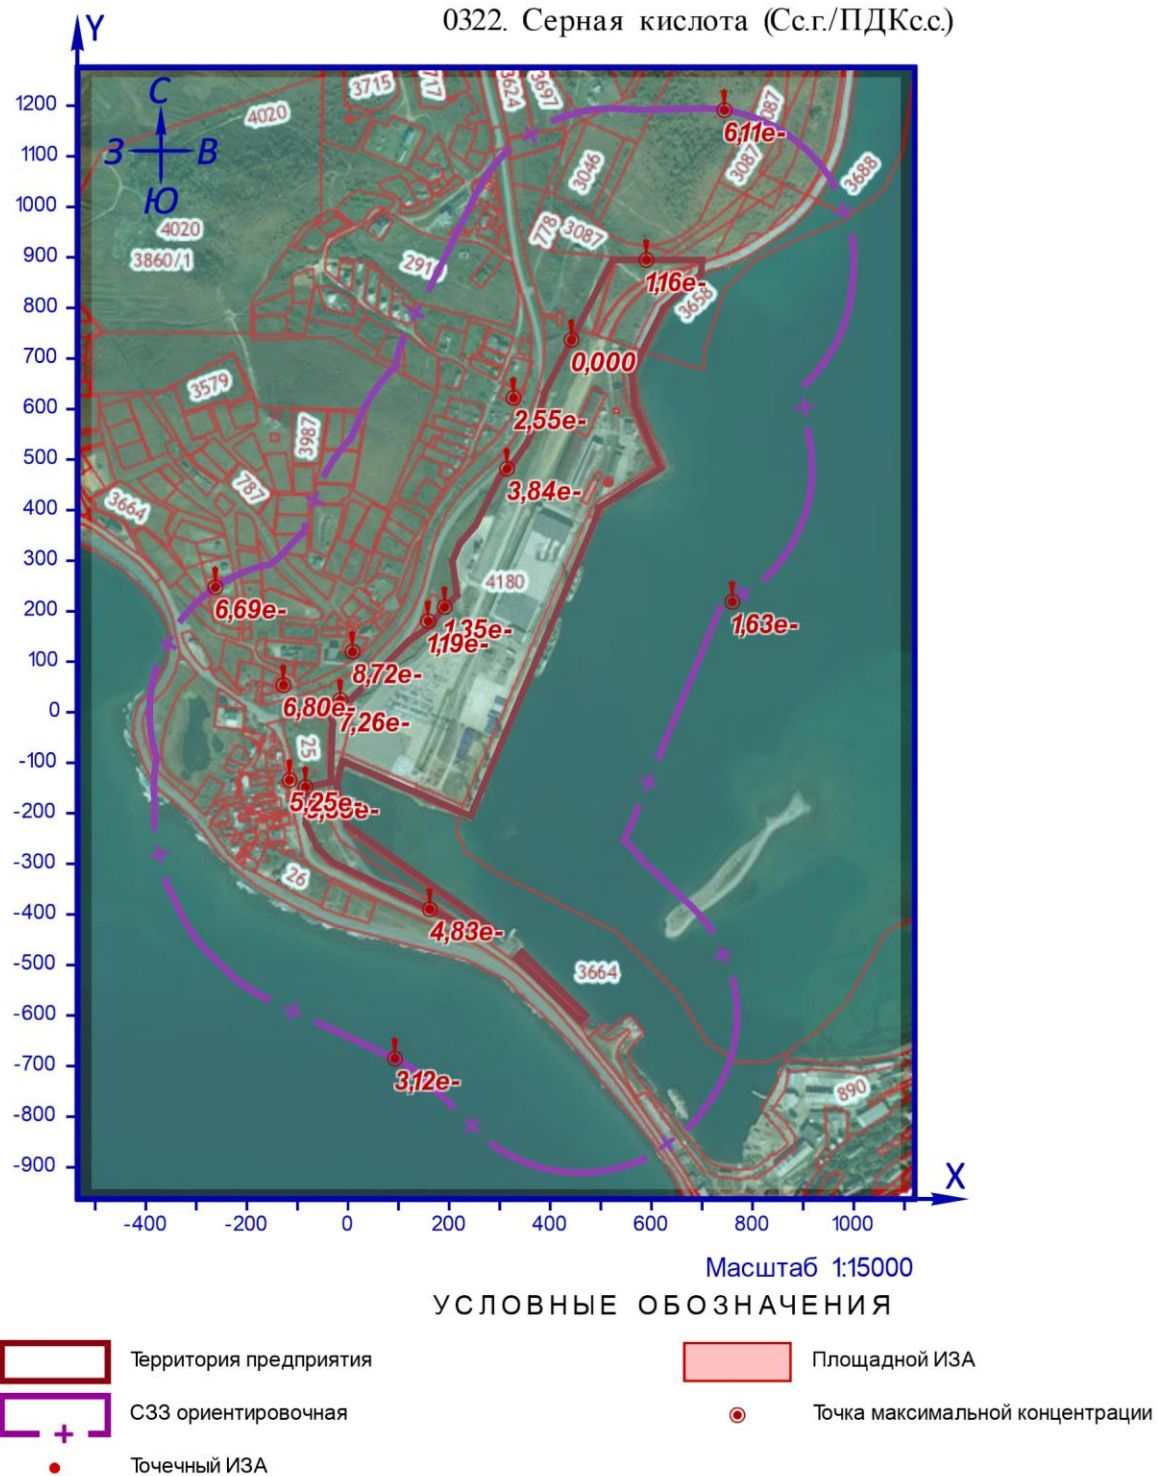 0322. Серная кислота (Сс.г./ПДКс.с.)
Y
С
З В
Ю
1200
1100
1000
900
800
700
600
500
400
300
200
100
0
-100
-200
-300
-400
-500
-600
-700
-800
-900
3715
717
3624
3697
4020
3087
6,11e-
3087
3046
3688
4020
3860/1
778
3087
291
1,16e-
3658
0,000
3579
2,55e-
3987
3,84e-
787
3664
4180
6,69e-
1,35e-
1,19e-
1,63e-
8,72e-
6,80e-
7,26e-
25
5,25e-
26
4,83e-
3664
3,12e-
890
X
-400 -200 0 200 400 600 800 1000
Масштаб 1:15000
УСЛОВНЫЕ ОБОЗНАЧЕНИЯ
Территория предприятия
Площадной ИЗА
СЗЗ ориентировочная
Точка максимальной концентрации
Точечный ИЗА